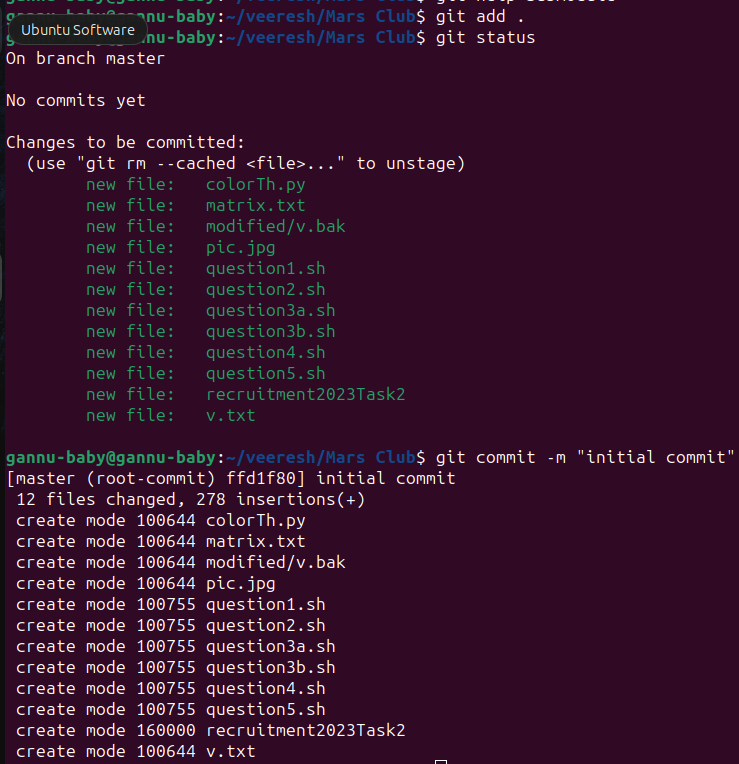 gannu-baby@gannu-baby:~/veeresh/Mars Club$ git add .
Ubuntu Software
nu-baby:~/veeresh/Mars Club$ git status
On branch master
No commits yet
Changes to be committed:
  (use "git rm --cached <file>..." to unstage)
        new file:   colorTh.py
        new file:   matrix.txt
        new file:   modified/v.bak
        new file:   pic.jpg
        new file:   question1.sh
        new file:   question2.sh
        new file:   question3a.sh
        new file:   question3b.sh
        new file:   question4.sh
        new file:   question5.sh
        new file:   recruitment2023Task2
        new file:   v.txt
gannu-baby@gannu-baby:~/veeresh/Mars Club$ git commit -m "initial commit"
[master (root-commit) ffd1f80] initial commit
 12 files changed, 278 insertions(+)
 create mode 100644 colorTh.py
 create mode 100644 matrix.txt
 create mode 100644 modified/v.bak
 create mode 100644 pic.jpg
 create mode 100755 question1.sh
 create mode 100755 question2.sh
 create mode 100755 question3a.sh
 create mode 100755 question3b.sh
 create mode 100755 question4.sh
 create mode 100755 question5.sh
 create mode 160000 recruitment2023Task2
 create mode 100644 v.txt